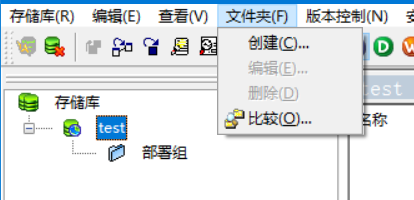 存储库(R) 编辑(E) 查看(V) 文件夹(F) 版本控制(N)
创建(C)...
编辑(E)...
删除(D)
比较(O)...
D
存储库
test
部署组
test
名称